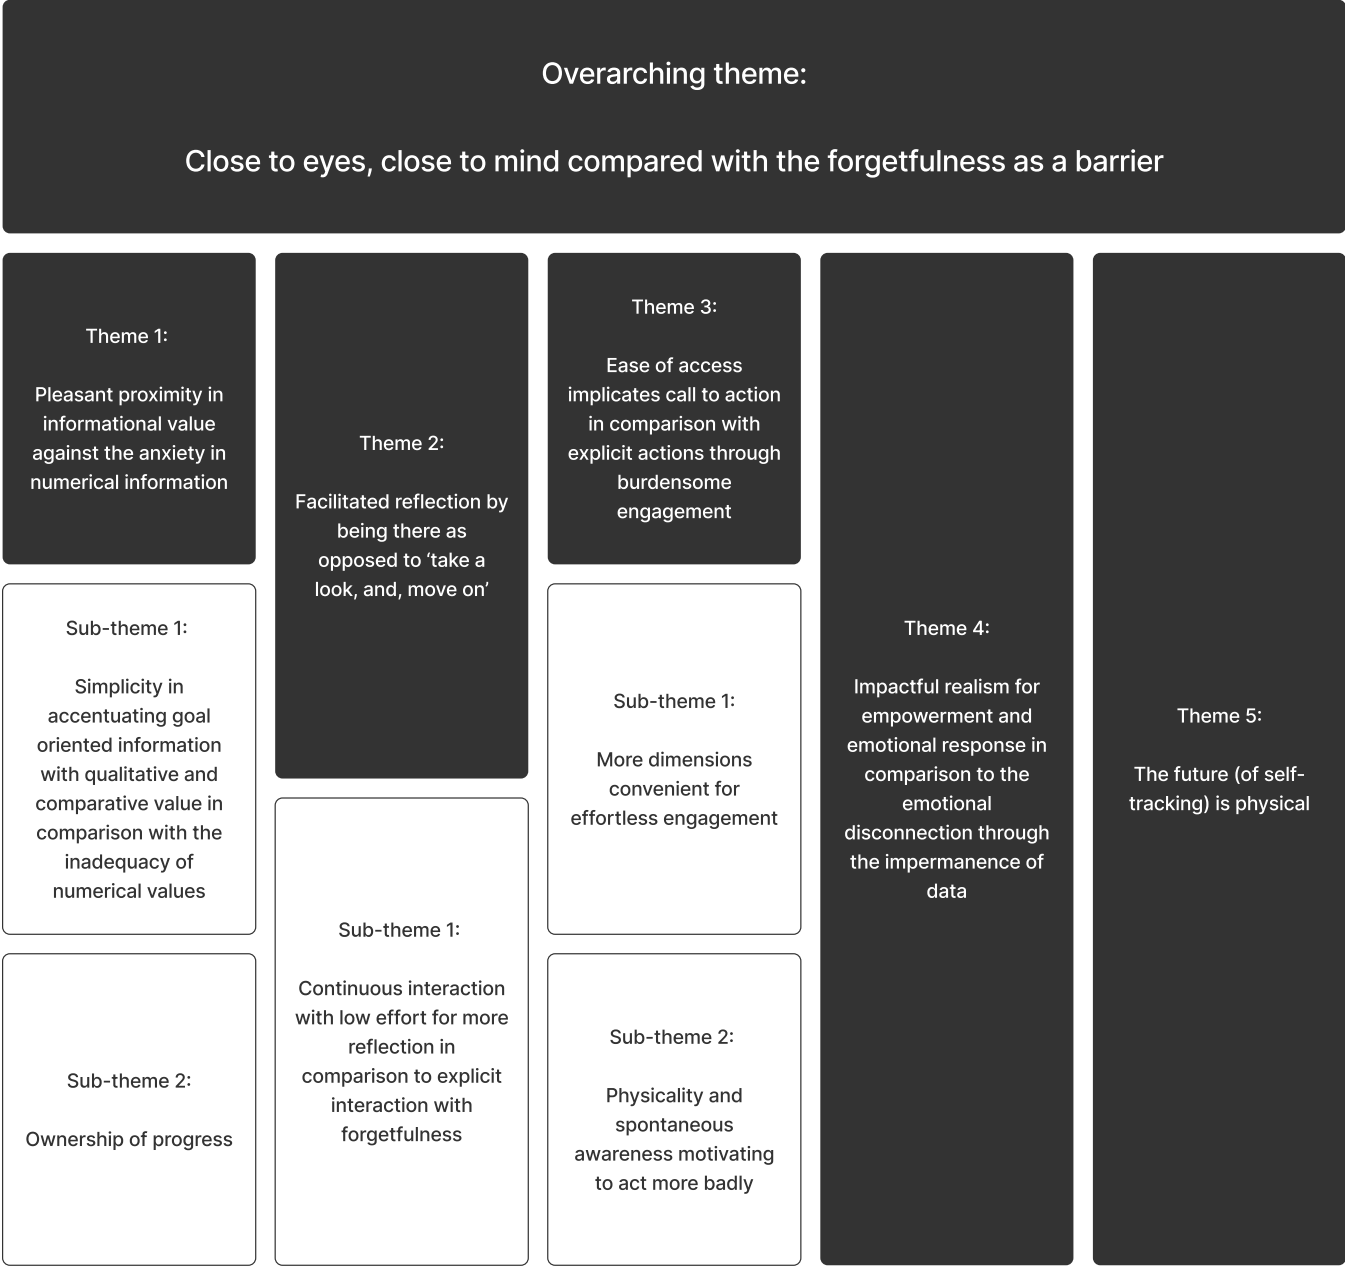 Overarching theme:
Close to eyes, close to mind compared with the forgetfulness as a barrier
Theme 1:
Pleasant proximity in
informational value
against the anxiety in
numerical information
Sub-theme 1:
Simplicity in
accentuating goal
oriented information
with qualitative and
comparative value in
comparison with the
inadequacy of
numerical values
Sub-theme 2:
Ownership of progress
Theme 2:
Facilitated reflection by
being there as
opposed to ‘take a
look, and, move on’
Sub-theme 1:
Continuous interaction
with low effort for more
reflection in
comparison to explicit
interaction with
forgetfulness
Theme 3:
Ease of access
implicates call to action
in comparison with
explicit actions through
burdensome
engagement
Sub-theme 1:
More dimensions
convenient for
effortless engagement
Sub-theme 2:
Physicality and
spontaneous
awareness motivating
to act more badly
Theme 4:
Impactful realism for
empowerment and
emotional response in
comparison to the
emotional
disconnection through
the impermanence of
data
Theme 5:
The future (of self-
tracking) is physical